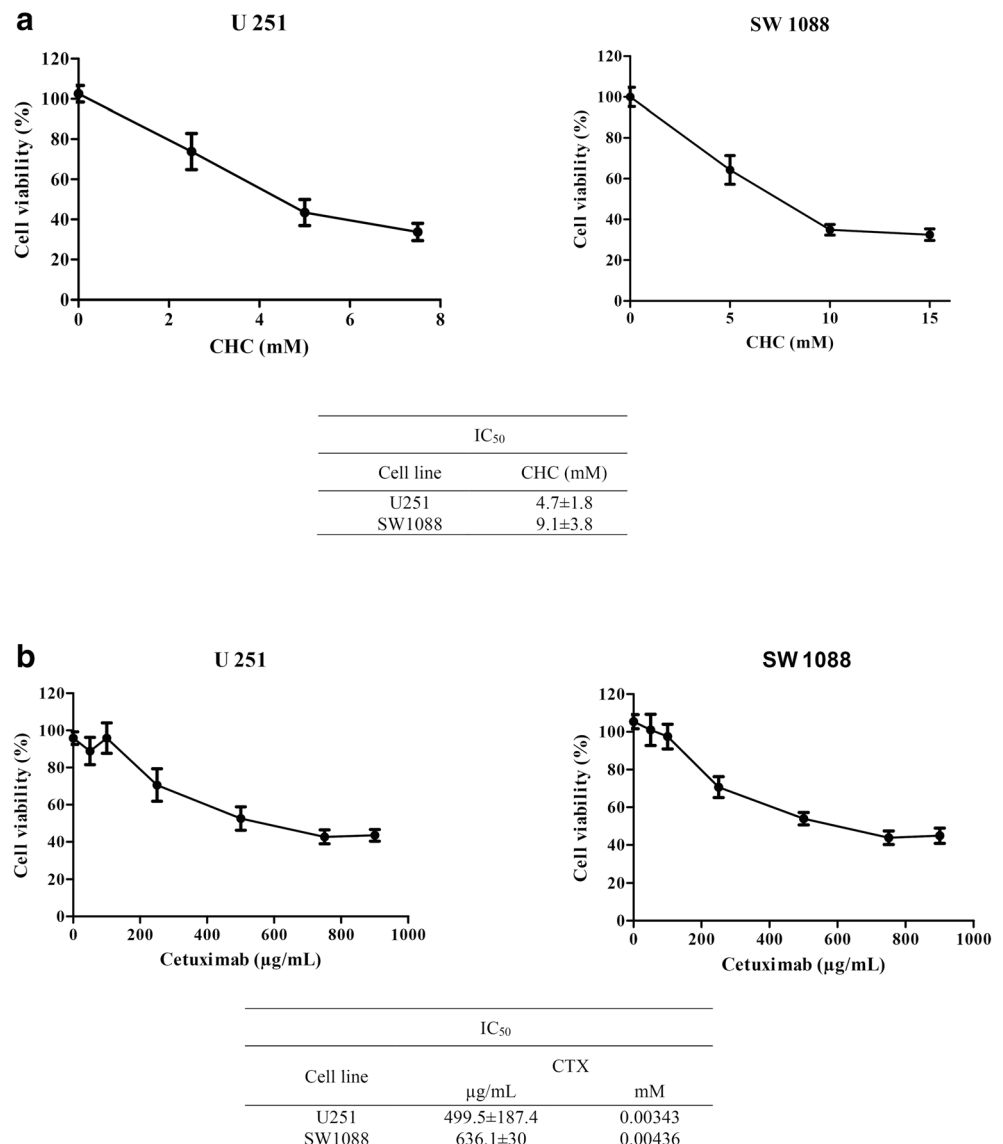 a
U 251
SW 1088
Cell viability (%)
120
100
80
60
40
20
0
0 2 4 6 8
CHC (mM)
Cell viability (%)
120
100
80
60
40
20
0
0 5 10 15
CHC (mM)
IC50
Cell line CHC (mM)
U251 4.7±1.8
SW1088 9.1±3.8
b
U 251
SW 1088
Cell viability (%)
120
100
80
60
40
20
0
0 200 400 600 800 1000
Cetuximab (µg/mL)
Cell viability (%)
120
100
80
60
40
20
0
0 200 400 600 800 1000
Cetuximab (µg/mL)
IC50
Cell line CTX
µg/mL mM
U251 499.5±187.4 0.00343
SW1088 636.1±30 0.00436